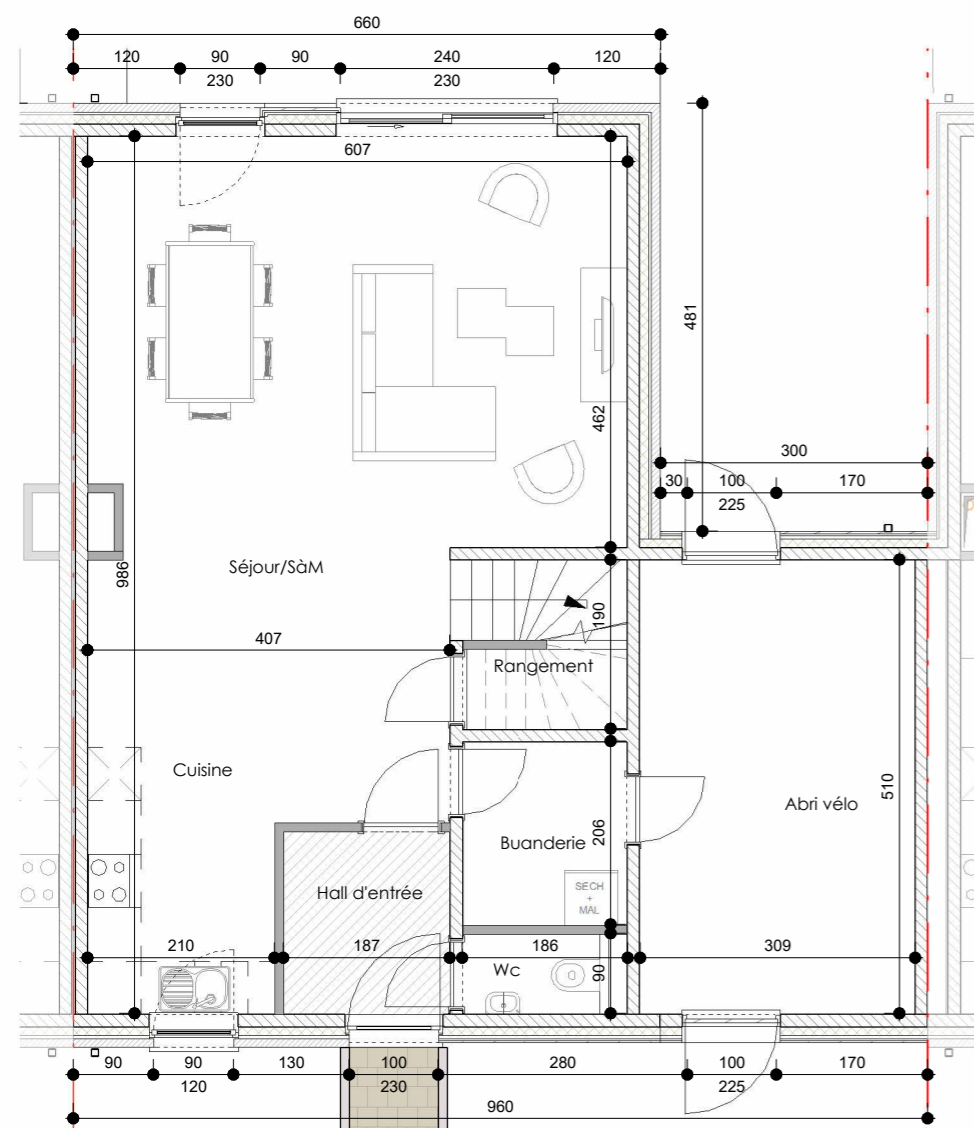 660
120 90 90 240 120
230 230
607
481
462
300
30 100 170
225
986
Séjour/SàM
190
407
Rangement
Cuisine
510
Abri vélo
206
Buanderie
SECH
+
MAL
Hall d'entrée
210 187 186 309
Wc
90
90 90 130 100 280 100 170
120 230 225
960